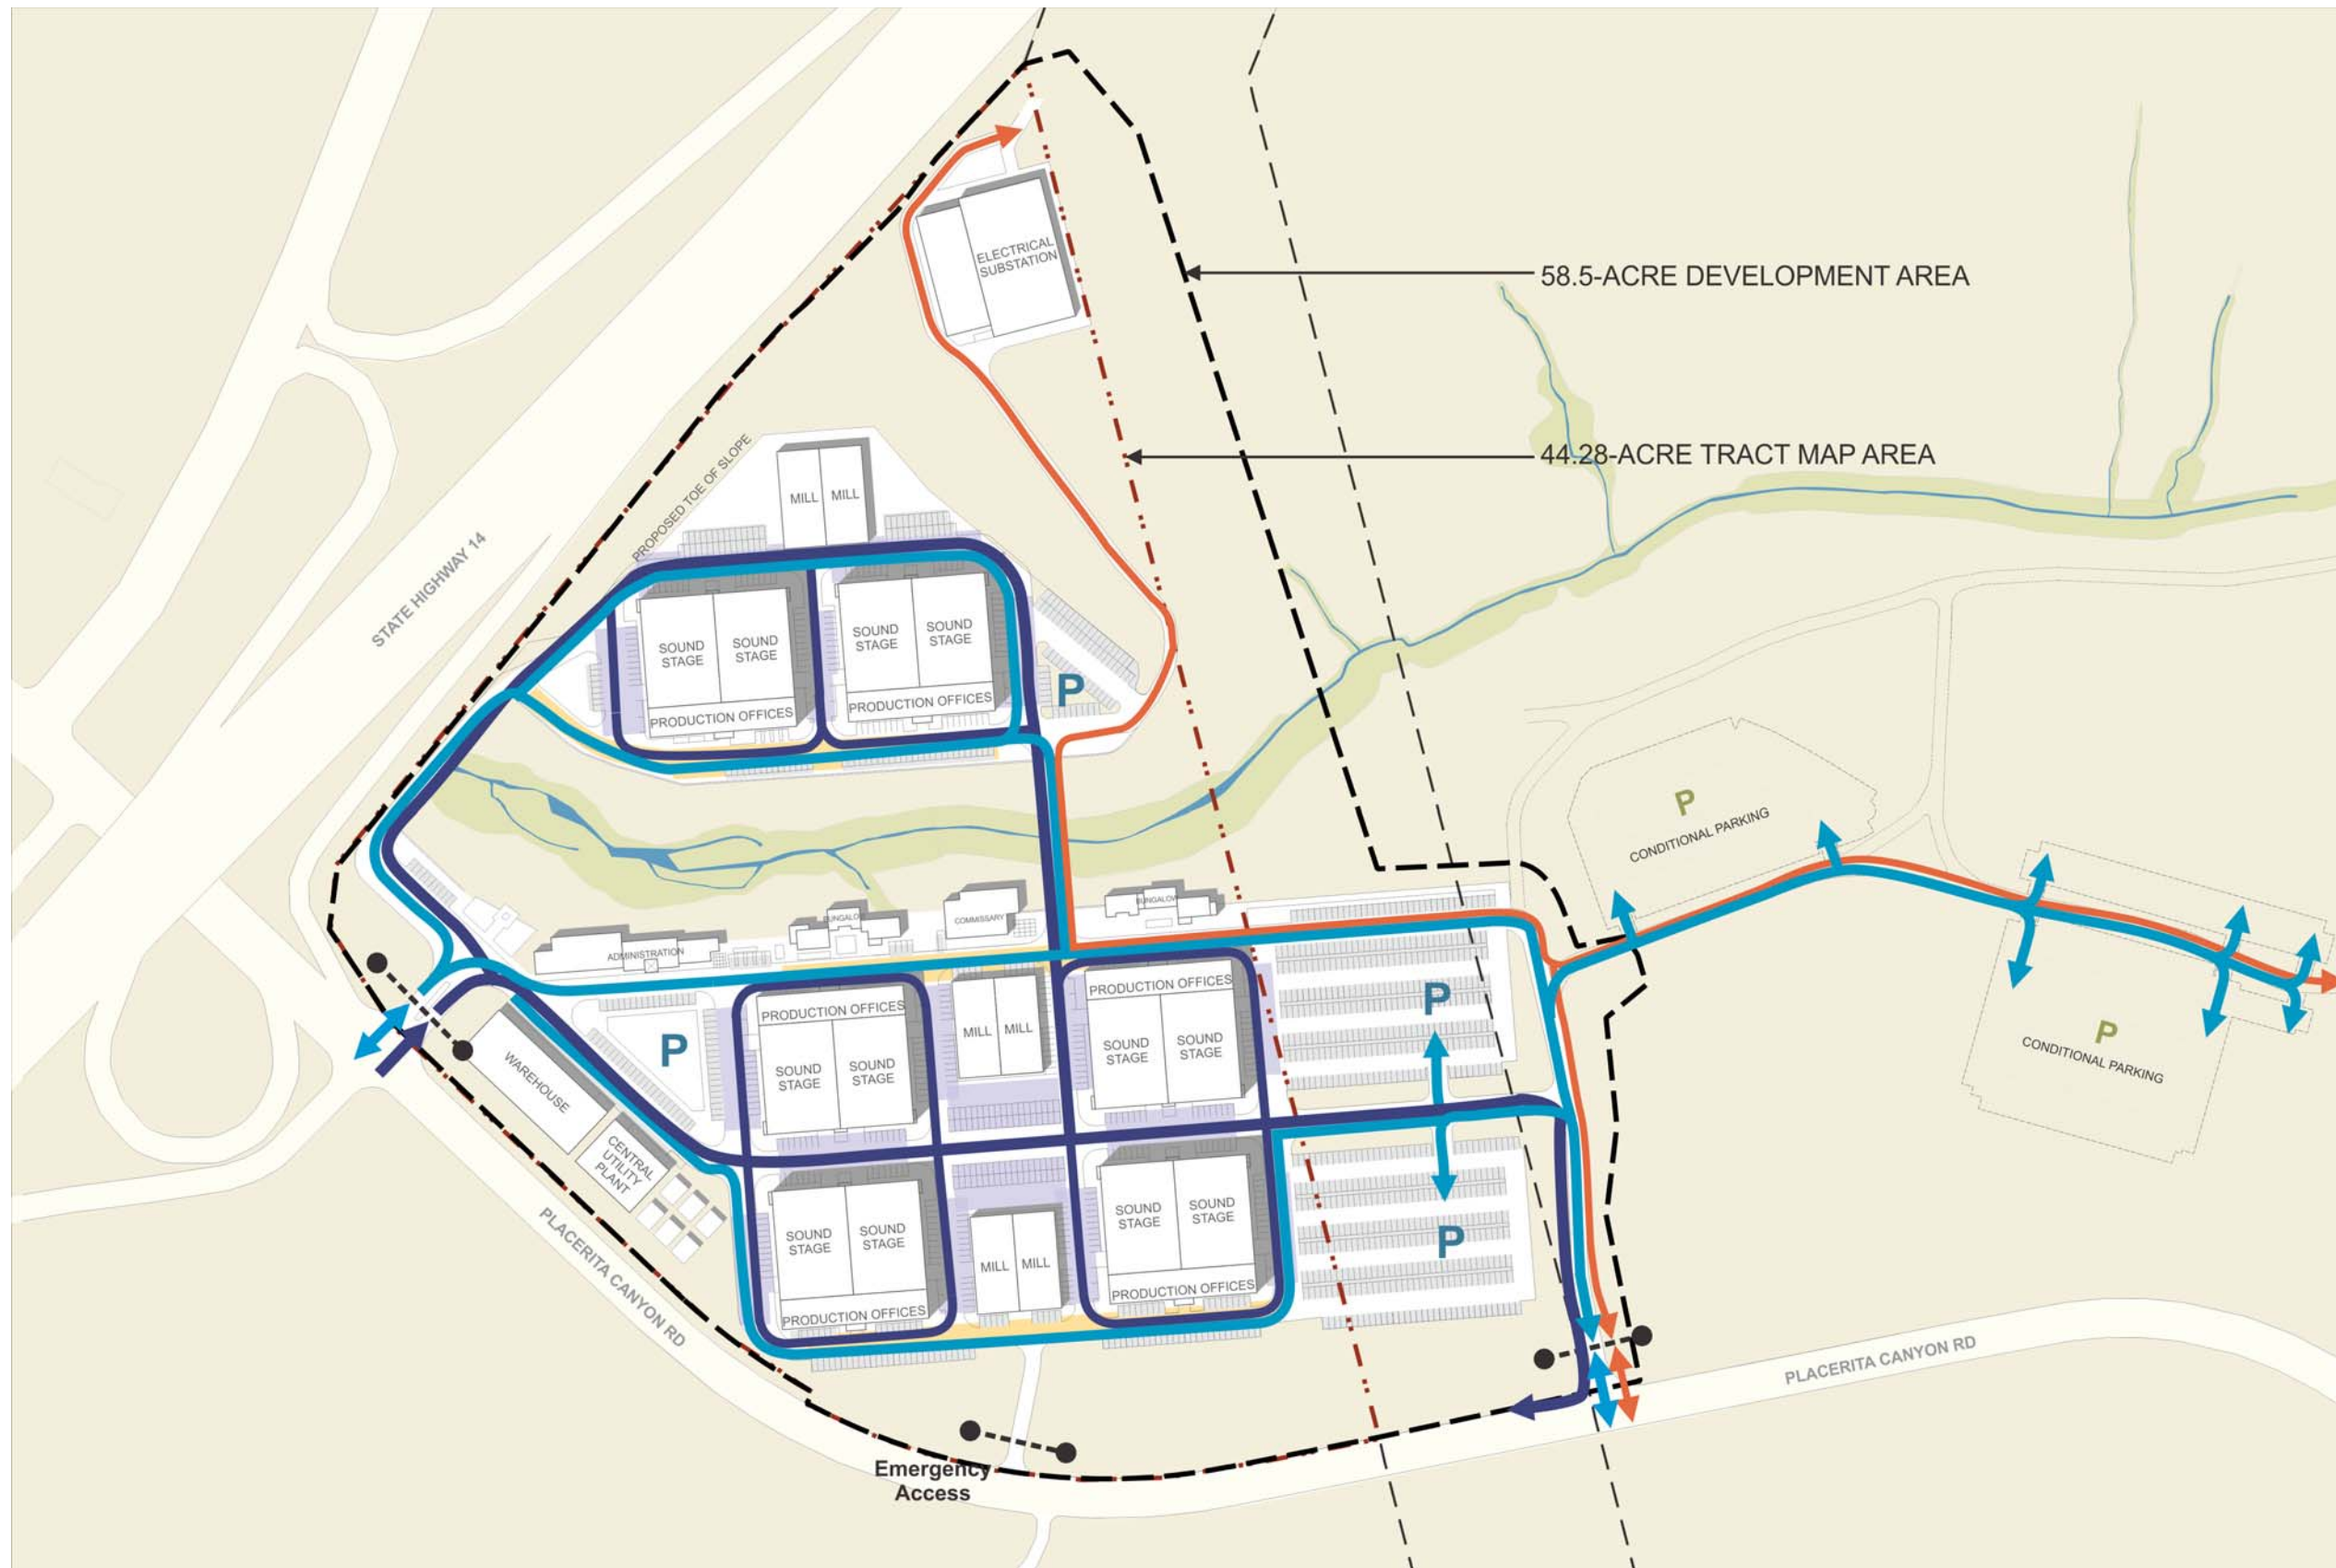 ELECTRICAL
SUBSTATION
58.5-ACRE DEVELOPMENT AREA
44.28-ACRE TRACT MAP AREA
PROPOSED TOE OF SLOPE
MILL
MILL
STATE HIGHWAY 14
SOUND
STAGE
SOUND
STAGE
SOUND
STAGE
SOUND
STAGE
PRODUCTION OFFICES
PRODUCTION OFFICES
P
P
CONDITIONAL PARKING
BUNGALOW
BUNGALOW
COMMISSARY
ADMINISTRATION
PRODUCTION OFFICES
PRODUCTION OFFICES
MILL
MILL
P
P
SOUND
STAGE
SOUND
STAGE
SOUND
STAGE
SOUND
STAGE
WAREHOUSE
P
CONDITIONAL PARKING
CENTRAL
UTILITY
PLANT
SOUND
STAGE
SOUND
STAGE
SOUND
STAGE
SOUND
STAGE
MILL
MILL
P
PRODUCTION OFFICES
PRODUCTION OFFICES
PLACERITA CANYON RD
PLACERITA CANYON RD
Emergency
Access